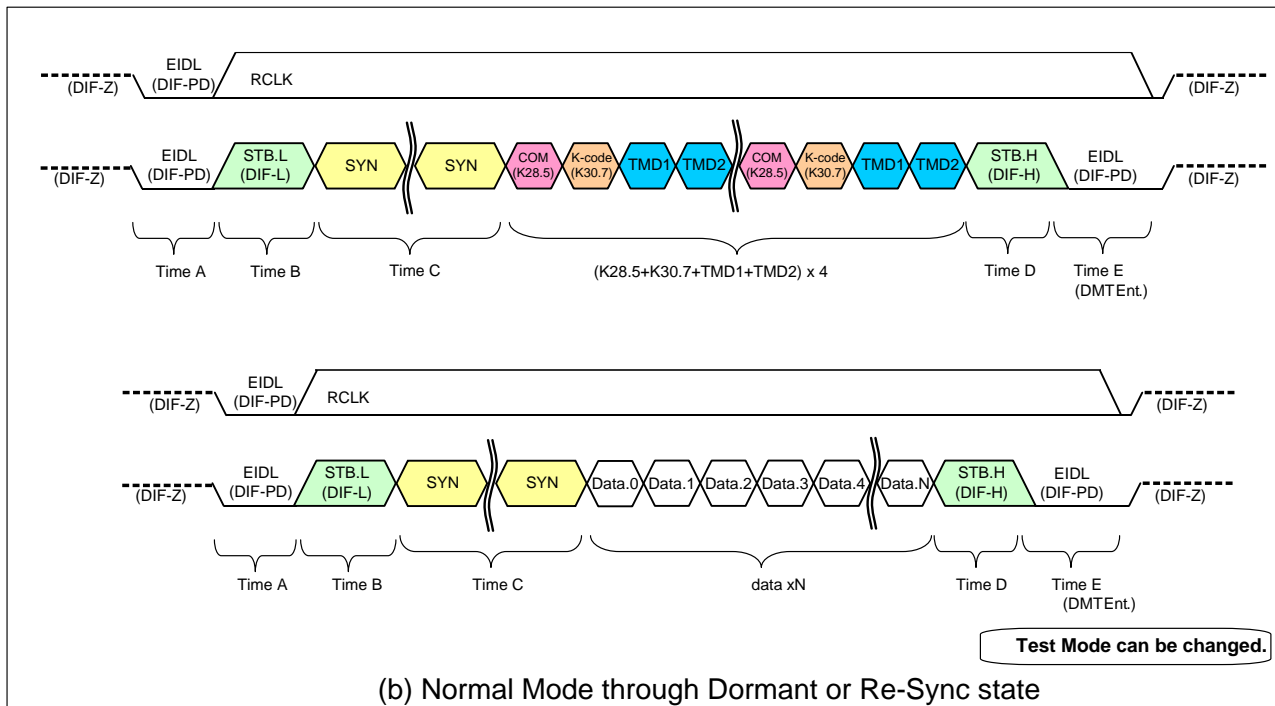 EIDL
(DIF-Z) (DIF-PD) RCLK (DIF-Z)
EIDL STB.L SYN SYN COM K-code TMD1 TMD2 COM K-code TMD1 TMD2 STB.H EIDL
(DIF-Z) (DIF-PD) (DIF-L) (K28.5) (K30.7) (K28.5) (K30.7) (DIF-H) (DIF-PD) (DIF-Z)
Time A Time B Time C (K28.5+K30.7+TMD1+TMD2) x 4 Time D Time E
(DMTEnt.)
EIDL
(DIF-Z) (DIF-PD) RCLK (DIF-Z)
EIDL STB.L SYN SYN Data.0 Data.1 Data.2 Data.3 Data.4 Data.N STB.H EIDL
(DIF-Z) (DIF-PD) (DIF-L) (DIF-H) (DIF-PD) (DIF-Z)
Time A Time B Time C data xN Time D Time E
(DMTEnt.)
Test Mode can be changed.
(b) Normal Mode through Dormant or Re-Sync state